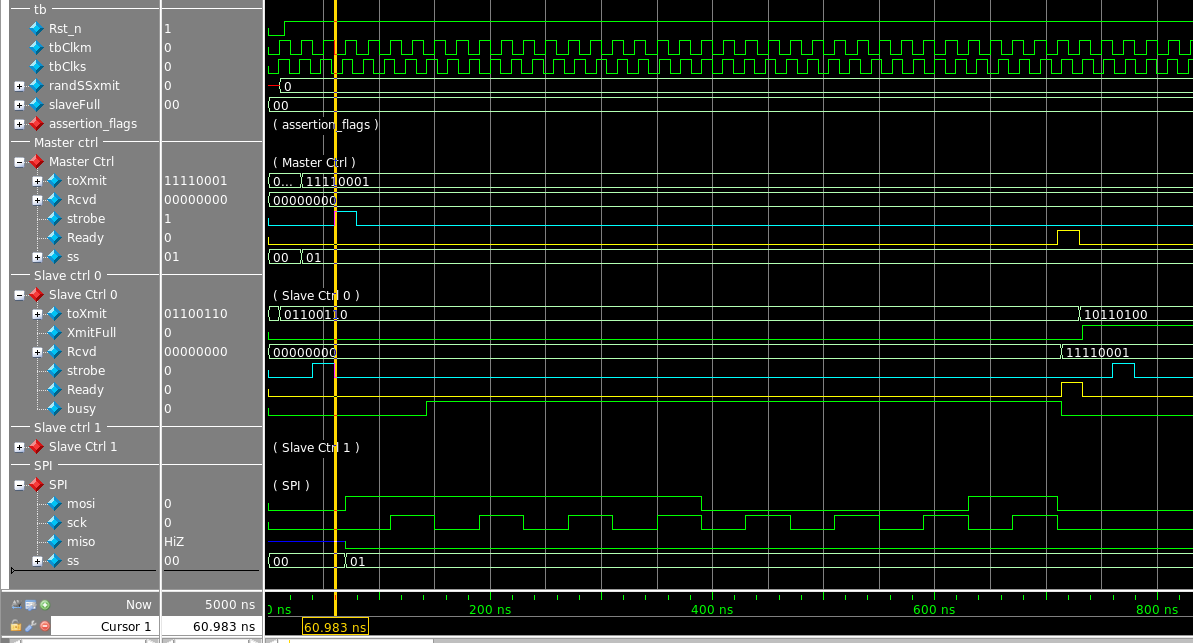 tb
Rst_n 1
tbClkm 0
tbClks 0
randSSxmit 0 0
slaveFull 00 00
assertion_flags ( assertion_flags )
Master ctrl
Master Ctrl ( Master Ctrl )
toXmit 11110001 0... 11110001
Rcvd 00000000 00000000
strobe 1
Ready 0
ss 01 00 01
Slave ctrl 0
Slave Ctrl 0 ( Slave Ctrl 0 )
toXmit 01100110 01100110 10110100
XmitFull 0
Rcvd 00000000 00000000 11110001
strobe 0
Ready 0
busy 0
Slave ctrl 1
Slave Ctrl 1 ( Slave Ctrl 1 )
SPI
SPI ( SPI )
mosi 0
sck 0
miso HiZ
ss 00 00 01
Now 5000 ns 0 ns 200 ns 400 ns 600 ns 800 ns
Cursor 1 60.983 ns 60.983 ns